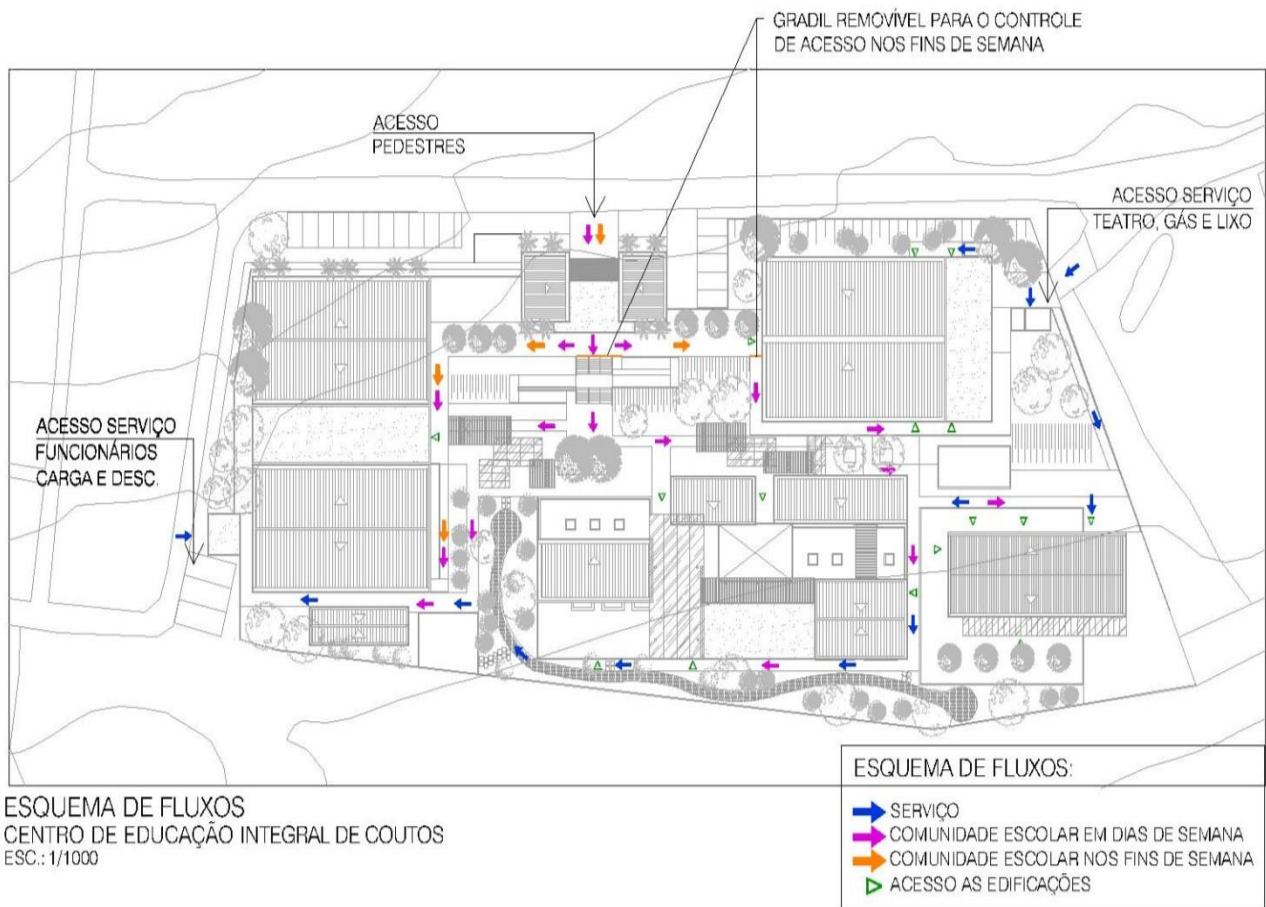 GRADIL REMOVÍVEL PARA O CONTROLE
DE ACESSO NOS FINS DE SEMANA
ACESSO
PEDESTRES
ACESSO SERVIÇO
TEATRO, GÁS E LIXO
ACESSO SERVIÇO
FUNCIONÁRIOS
CARGA E DESC.
ESQUEMA DE FLUXOS
CENTRO DE EDUCAÇÃO INTEGRAL DE COUTOS
ESC.: 1/1000
ESQUEMA DE FLUXOS:
SERVIÇO
COMUNIDADE ESCOLAR EM DIAS DE SEMANA
COMUNIDADE ESCOLAR NOS FINS DE SEMANA
ACESSO AS EDIFICAÇÕES